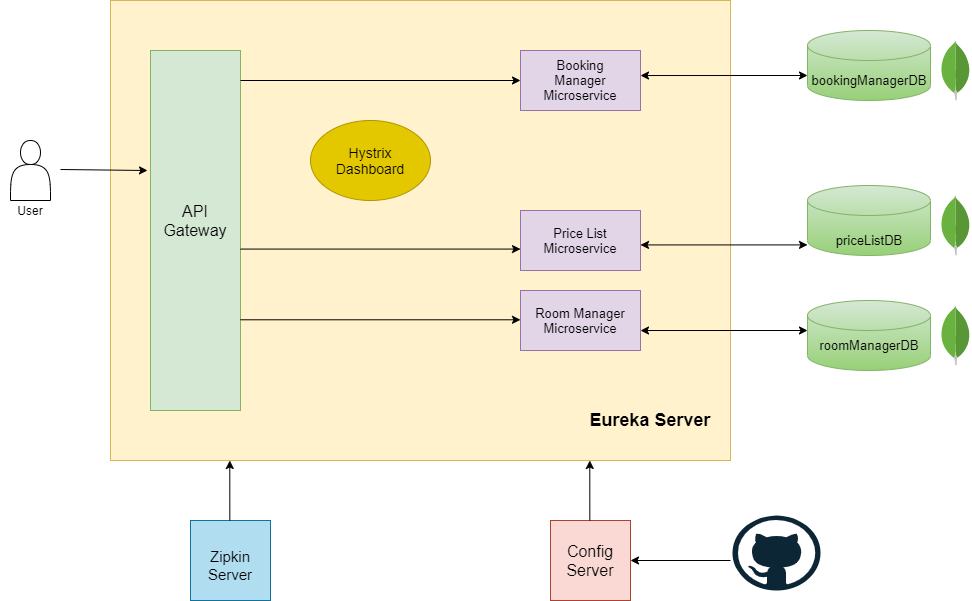 Booking
Manager
Microservice
bookingManagerDB
Hystrix
Dashboard
User
API
Gateway
Price List
Microservice
priceListDB
Room Manager
Microservice
roomManagerDB
Eureka Server
Zipkin
Server
Config
Server